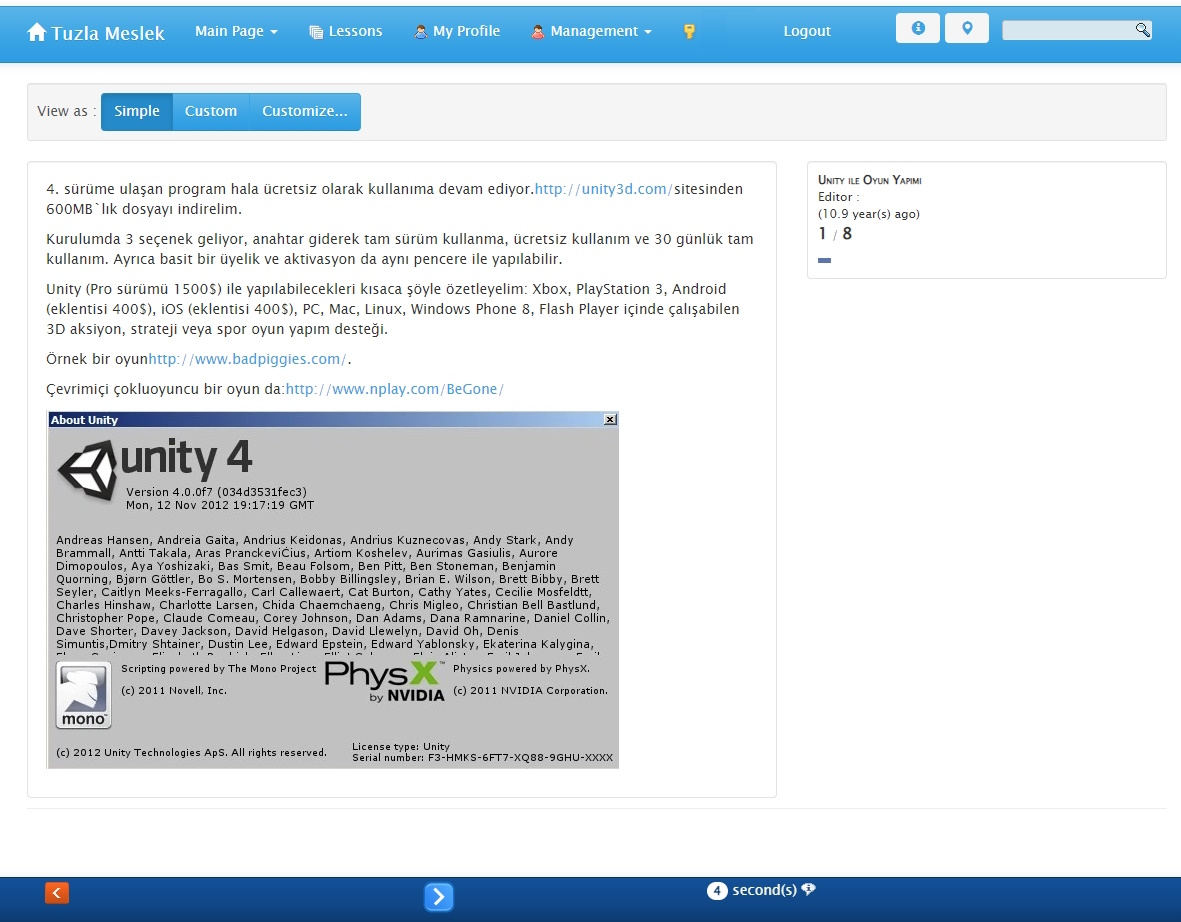 Tuzla Meslek Main Page Lessons My Profile Management Logout
View as : Simple Custom Customize...
4. sürüme ulaşan program hala ücretsiz olarak kullanıma devam ediyor.http://unity3d.com/sitesinden
600MB`lık dosyayı indirelim.
Kurulumda 3 seçenek geliyor, anahtar giderek tam sürüm kullanma, ücretsiz kullanım ve 30 günlük tam
kullanım. Ayrıca basit bir üyelik ve aktivasyon da aynı pencere ile yapılabilir.
Unity (Pro sürümü 1500$) ile yapılabilecekleri kısaca şöyle özetleyelim: Xbox, PlayStation 3, Android
(eklentisi 400$), iOS (eklentisi 400$), PC, Mac, Linux, Windows Phone 8, Flash Player içinde çalışabilen
3D aksiyon, strateji veya spor oyun yapım desteği.
Örnek bir oyunhttp://www.badpiggies.com/.
Çevrimiçi çokluoyuncu bir oyun da:http://www.nplay.com/BeGone/
About Unity
unity 4
Version 4.0.0f7 (034d3531fec3)
Mon, 12 Nov 2012 19:17:19 GMT
Andreas Hansen, Andreia Gaita, Andrius Keidonas, Andrius Kuznecovas, Andy Stark, Andy
Brammall, Antti Takala, Aras PranckeviĊius, Artiom Koshelev, Aurimas Gasiulis, Aurore
Dimopoulos, Aya Yoshizaki, Bas Smit, Beau Folsom, Ben Pitt, Ben Stoneman, Benjamin
Quorning, Bjørn Göttler, Bo S. Mortensen, Bobby Billingsley, Brian E. Wilson, Brett Bibby, Brett
Seyler, Caitlyn Meeks-Ferragallo, Carl Callewaert, Cat Burton, Cathy Yates, Cecilie Mosfeldtt,
Charles Hinshaw, Charlotte Larsen, Chida Chaemchaeng, Chris Migleo, Christian Bell Bastlund,
Christopher Pope, Claude Comeau, Corey Johnson, Dan Adams, Dana Ramnarine, Daniel Collin,
Dave Shorter, Davey Jackson, David Helgason, David Llewelyn, David Oh, Denis
Simuntis,Dmitry Shtainer, Dustin Lee, Edward Epstein, Edward Yablonsky, Ekaterina Kalygina,
mono
Scripting powered by The Mono Project
(c) 2011 Novell, Inc.
PhysX™
by NVIDIA
Physics powered by PhysX.
(c) 2011 NVIDIA Corporation.
(c) 2012 Unity Technologies ApS. All rights reserved.
License type: Unity
Serial number: F3-HMKS-6FT7-XQ88-9GHU-XXXX
Unity ile Oyun Yapımı
Editor :
(10.9 year(s) ago)
1 / 8
4 second(s)